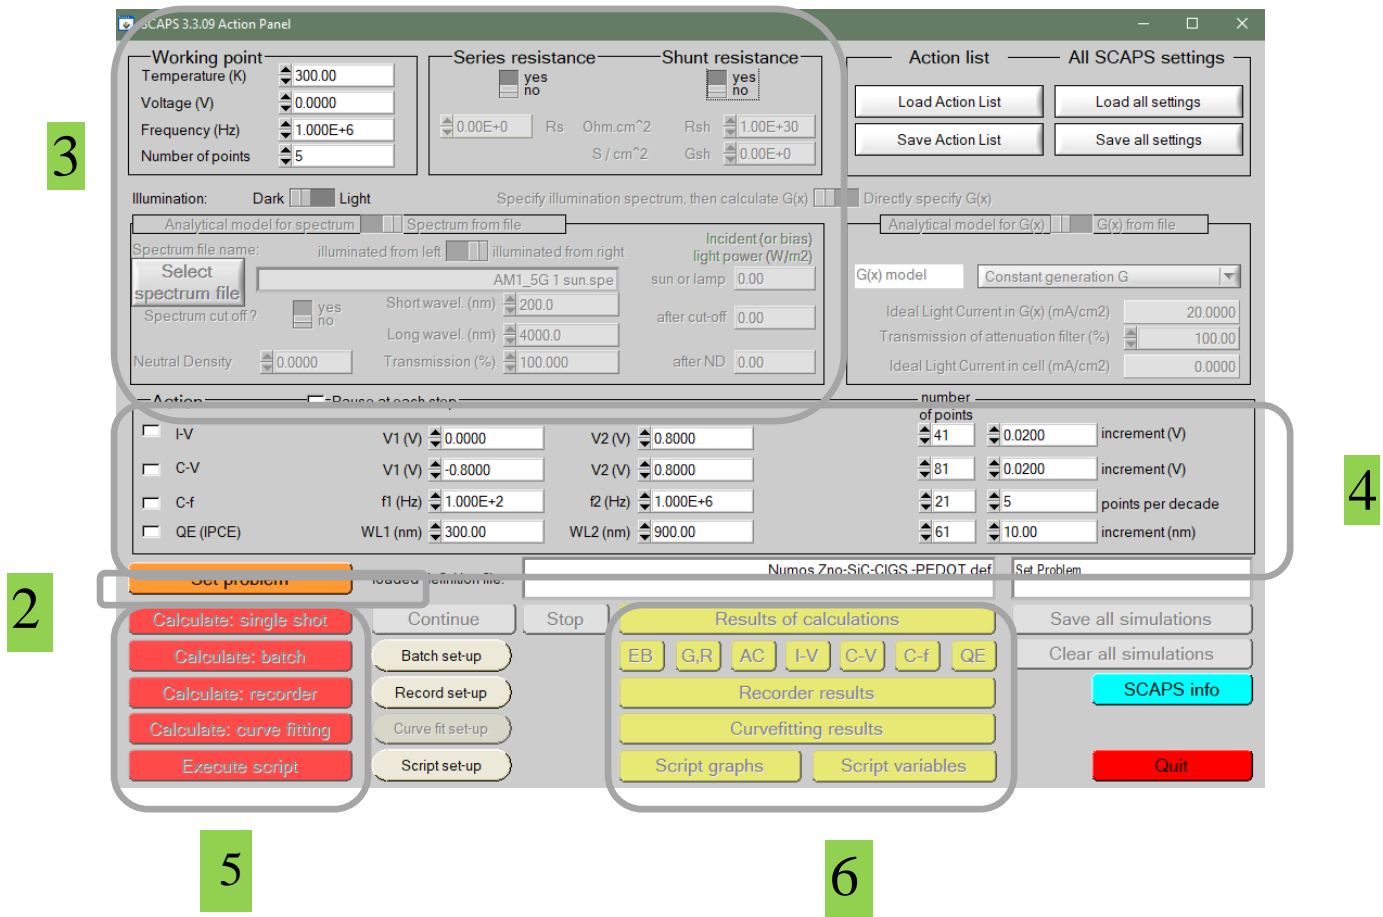 SCAPS 3.3.09 Action Panel
Working point
Temperature (K) 300.00
Voltage (V) 0.0000
Frequency (Hz) 1.000E+6
Number of points 5
Series resistance Shunt resistance
yes yes
no no
0.00E+0 Rs Ohm.cm^2 Rsh 1.00E+30
S / cm^2 Gsh 0.00E+0
Action list All SCAPS settings
Load Action List Load all settings
Save Action List Save all settings
3
Illumination: Dark Light Specify illumination spectrum, then calculate G(x) Directly specify G(x)
Analytical model for spectrum Spectrum from file
Spectrum file name: illuminated from left illuminated from right
Incident (or bias)
light power (W/m2)
Select
spectrum file
AM1_5G 1 sun.spe sun or lamp 0.00
Spectrum cut off ? yes
no
Short wavel. (nm) 200.0
after cut-off 0.00
Long wavel. (nm) 4000.0
Neutral Density 0.0000 Transmission (%) 100.000 after ND 0.00
Analytical model for G(x) G(x) from file
G(x) model Constant generation G
Ideal Light Current in G(x) (mA/cm2) 20.0000
Transmission of attenuation filter (%) 100.00
Ideal Light Current in cell (mA/cm2) 0.0000
Action Pause at each step number
of points
I-V V1 (V) 0.0000 V2 (V) 0.8000 41 0.0200 increment (V)
C-V V1 (V) -0.8000 V2 (V) 0.8000 81 0.0200 increment (V)
C-f f1 (Hz) 1.000E+2 f2 (Hz) 1.000E+6 21 5 points per decade
QE (IPCE) WL1 (nm) 300.00 WL2 (nm) 900.00 61 10.00 increment (nm)
4
Set problem loaded definition file: Numos Zno-SiC-CIGS -PEDOT.def Set Problem
2
Calculate: single shot Continue Stop Results of calculations Save all simulations
Calculate: batch Batch set-up EB G,R AC I-V C-V C-f QE Clear all simulations
Calculate: recorder Record set-up Recorder results SCAPS info
Calculate: curve fitting Curve fit set-up Curvefitting results
Execute script Script set-up Script graphs Script variables Quit
5
6